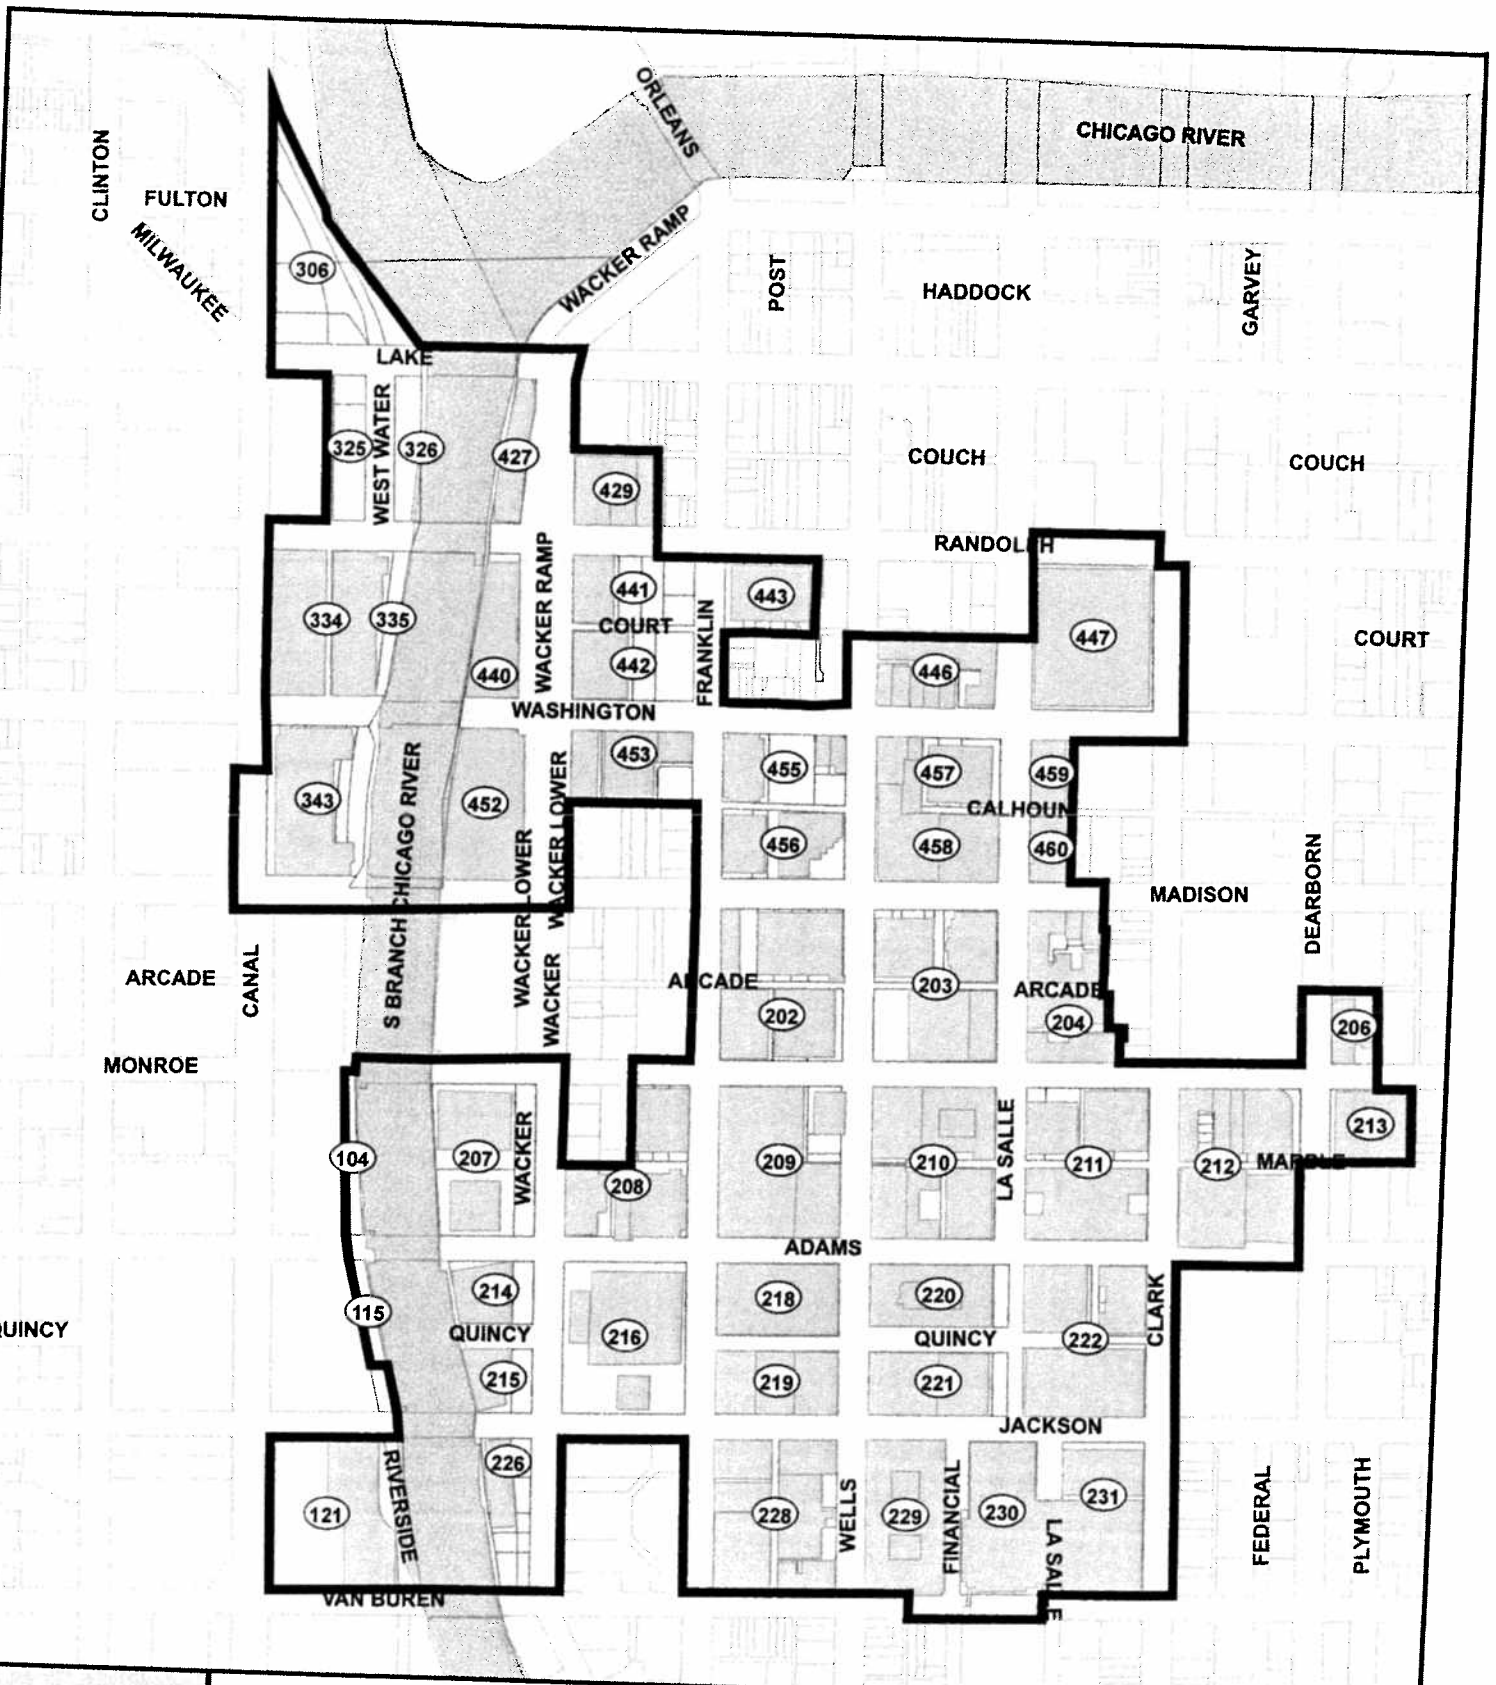 ORLEANS
CHICAGO RIVER
CLINTON
FULTON
MILWAUKEE
306
WACKER RAMP
POST
HADDOCK
GARVEY
LAKE
325
WEST WATER
326
427
429
COUCH
COUCH
RANDOLPH
334
335
WACKER RAMP
440
441
COURT
442
FRANKLIN
443
446
447
COURT
WASHINGTON
343
S BRANCH CHICAGO RIVER
452
453
WACKER LOWER
WACKER LOWER
455
457
459
CALHOUN
456
458
460
MADISON
DEARBORN
ARCADE
CANAL
WACKER
ARCADE
202
203
ARCADE
204
206
MONROE
104
207
WACKER
208
209
210
LA SALLE
211
212
MARBLE
213
ADAMS
115
214
QUINCY
215
216
218
219
220
QUINCY
221
222
CLARK
QUINCY
JACKSON
121
RIVERSIDE
226
228
WELLS
229
FINANCIAL
230
LA SALLE
231
FEDERAL
PLYMOUTH
VAN BUREN